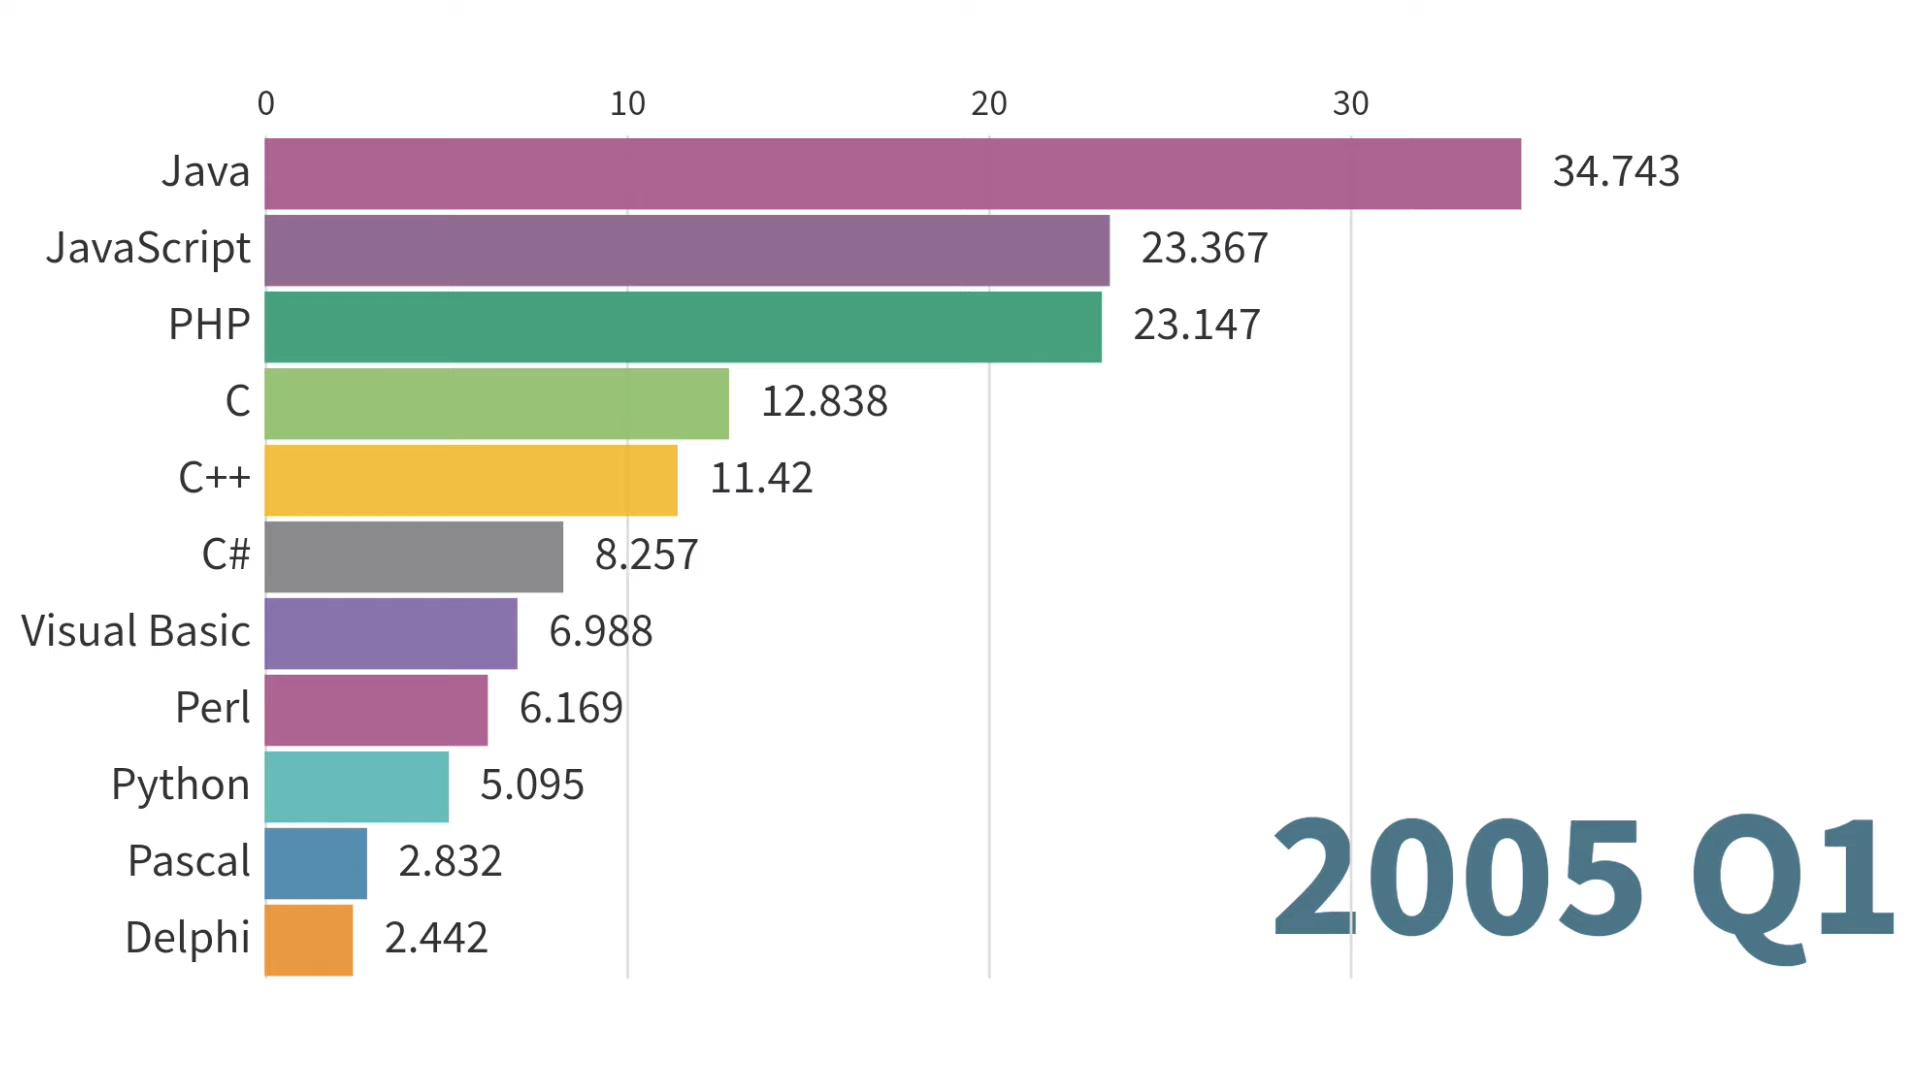 0 10 20 30
Java 34.743
JavaScript 23.367
PHP 23.147
C 12.838
C++ 11.42
C# 8.257
Visual Basic 6.988
Perl 6.169
Python 5.095
Pascal 2.832
Delphi 2.442
2005 Q1